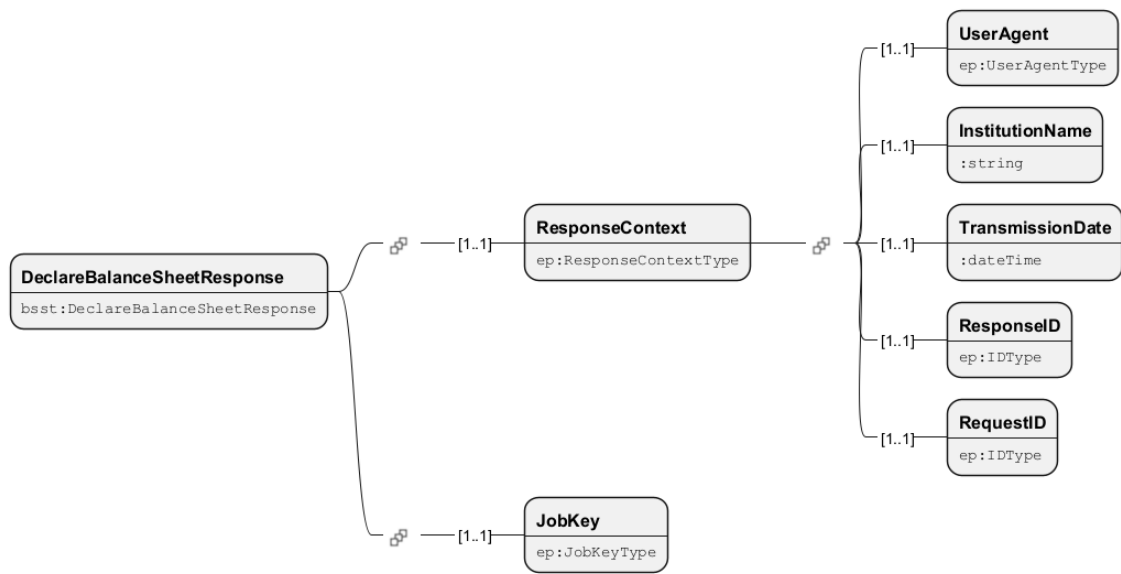 DeclareBalanceSheetResponse
bsst:DeclareBalanceSheetResponse
[1..1]
ResponseContext
ep:ResponseContextType
[1..1]
UserAgent
ep:UserAgentType
[1..1]
InstitutionName
:string
[1..1]
TransmissionDate
:dateTime
[1..1]
ResponseID
ep:IDType
[1..1]
RequestID
ep:IDType
[1..1]
JobKey
ep:JobKeyType